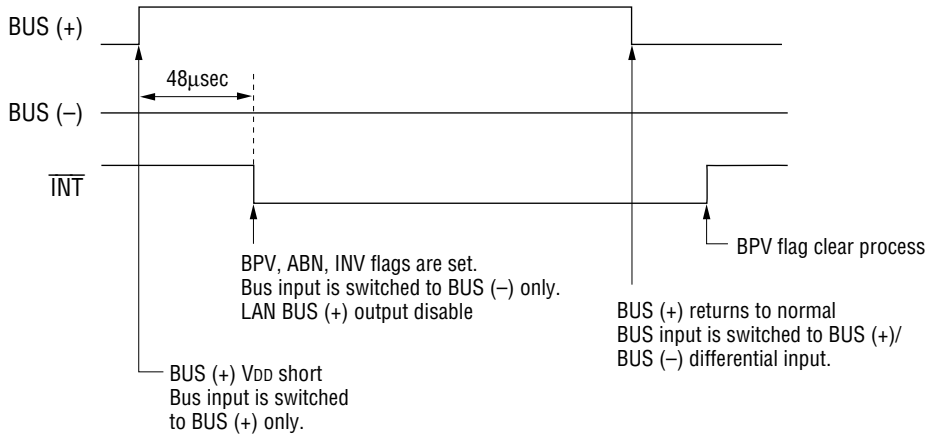 BUS (+)
48μsec
BUS (–)
INT
BPV flag clear process
BPV, ABN, INV flags are set.
Bus input is switched to BUS (–) only.
LAN BUS (+) output disable
BUS (+) returns to normal
BUS input is switched to BUS (+)/
BUS (–) differential input.
BUS (+) VDD short
Bus input is switched
to BUS (+) only.